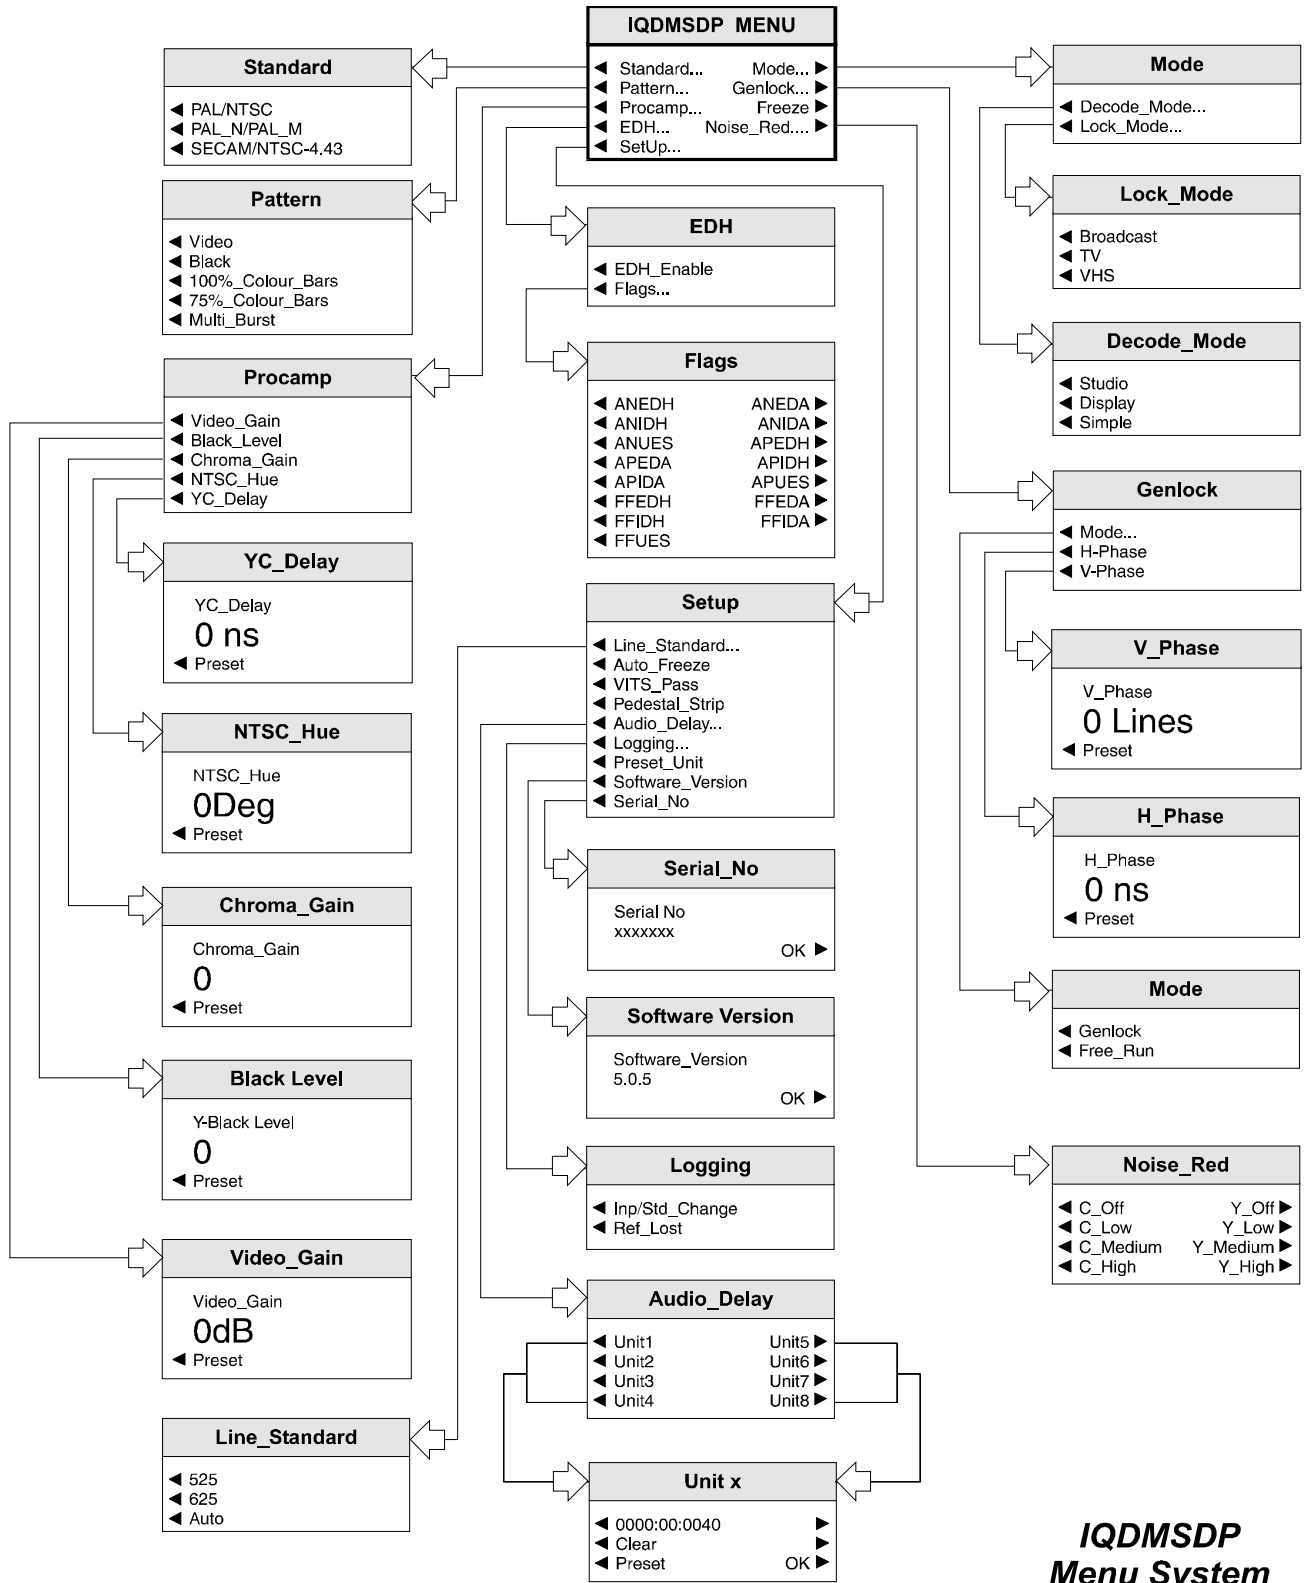 IQDMSDP MENU
◄ Standard... Mode... ►
◄ Pattern... Genlock... ►
◄ Procamp... Freeze ►
◄ EDH... Noise_Red.... ►
◄ SetUp...
Standard
◄ PAL/NTSC
◄ PAL_N/PAL_M
◄ SECAM/NTSC-4.43
Pattern
◄ Video
◄ Black
◄ 100%_Colour_Bars
◄ 75%_Colour_Bars
◄ Multi_Burst
Procamp
◄ Video_Gain
◄ Black_Level
◄ Chroma_Gain
◄ NTSC_Hue
◄ YC_Delay
YC_Delay
YC_Delay
0 ns
◄ Preset
NTSC_Hue
NTSC_Hue
0Deg
◄ Preset
Chroma_Gain
Chroma_Gain
0
◄ Preset
Black Level
Y-Black Level
0
◄ Preset
Video_Gain
Video_Gain
0dB
◄ Preset
Line_Standard
◄ 525
◄ 625
◄ Auto
EDH
◄ EDH_Enable
◄ Flags...
Flags
◄ ANEDH ANEDA ►
◄ ANIDH ANIDA ►
◄ ANUES APEDH ►
◄ APEDA APIDH ►
◄ APIDA APUES ►
◄ FFEDH FFEDA ►
◄ FFIDH FFIDA ►
◄ FFUES
Setup
◄ Line_Standard...
◄ Auto_Freeze
◄ VITS_Pass
◄ Pedestal_Strip
◄ Audio_Delay...
◄ Logging...
◄ Preset_Unit
◄ Software_Version
◄ Serial_No
Serial_No
Serial No
xxxxxxx
OK ►
Software Version
Software_Version
5.0.5
OK ►
Logging
◄ Inp/Std_Change
◄ Ref_Lost
Audio_Delay
◄ Unit1 Unit5 ►
◄ Unit2 Unit6 ►
◄ Unit3 Unit7 ►
◄ Unit4 Unit8 ►
Unit x
◄ 0000:00:0040 ►
◄ Clear ►
◄ Preset OK ►
Mode
◄ Decode_Mode...
◄ Lock_Mode...
Lock_Mode
◄ Broadcast
◄ TV
◄ VHS
Decode_Mode
◄ Studio
◄ Display
◄ Simple
Genlock
◄ Mode...
◄ H-Phase
◄ V-Phase
V_Phase
V_Phase
0 Lines
◄ Preset
H_Phase
H_Phase
0 ns
◄ Preset
Mode
◄ Genlock
◄ Free_Run
Noise_Red
◄ C_Off Y_Off ►
◄ C_Low Y_Low ►
◄ C_Medium Y_Medium ►
◄ C_High Y_High ►
IQDMSDP
Menu System